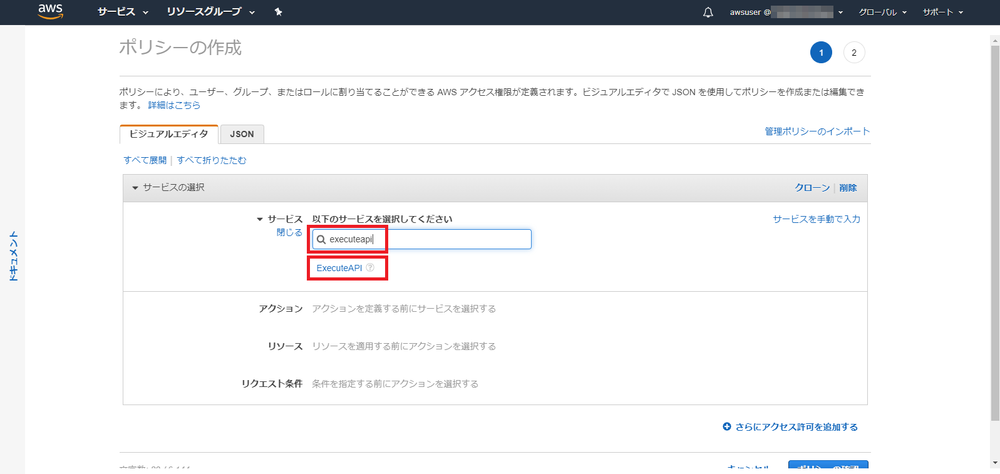 aws サービス リソースグループ awsuser @ グローバル サポート
ポリシーの作成
1 2
ポリシーにより、ユーザー、グループ、またはロールに割り当てることができる AWS アクセス権限が定義されます。ビジュアルエディタで JSON を使用してポリシーを作成または編集でき
ます。 詳細はこちら
ビジュアルエディタ JSON 管理ポリシーのインポート
すべて展開 | すべて折りたたむ
サービスの選択 クローン | 削除
サービス 以下のサービスを選択してください サービスを手動で入力
閉じる executeapi
ExecuteAPI
アクション アクションを定義する前にサービスを選択する
リソース リソースを適用する前にアクションを選択する
リクエスト条件 条件を指定する前にアクションを選択する
さらにアクセス許可を追加する
キャンセル ポリシーの確認
ドキュメント